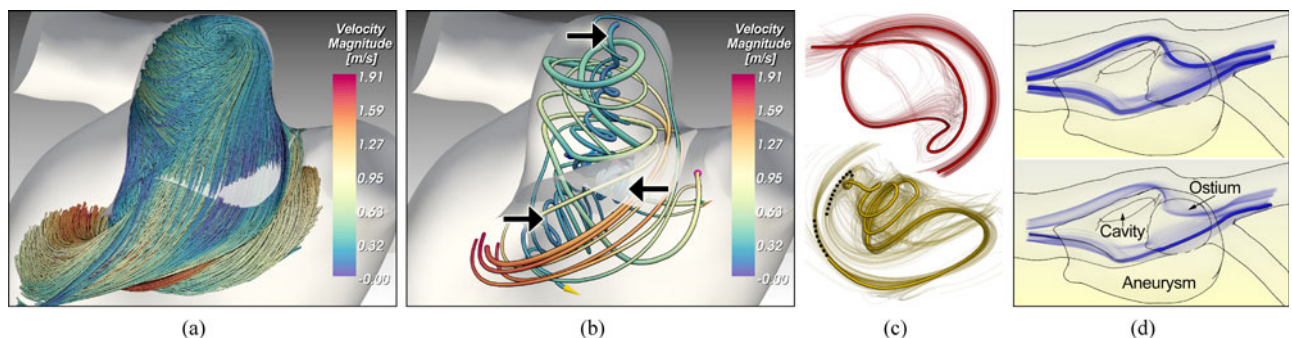 Velocity
Magnitude
[m/s]
1.91
1.59
1.27
0.95
0.63
0.32
-0.00
Velocity
Magnitude
[m/s]
1.91
1.59
1.27
0.95
0.63
0.32
-0.00
Ostium
Cavity
Aneurysm
(a)
(b)
(c)
(d)